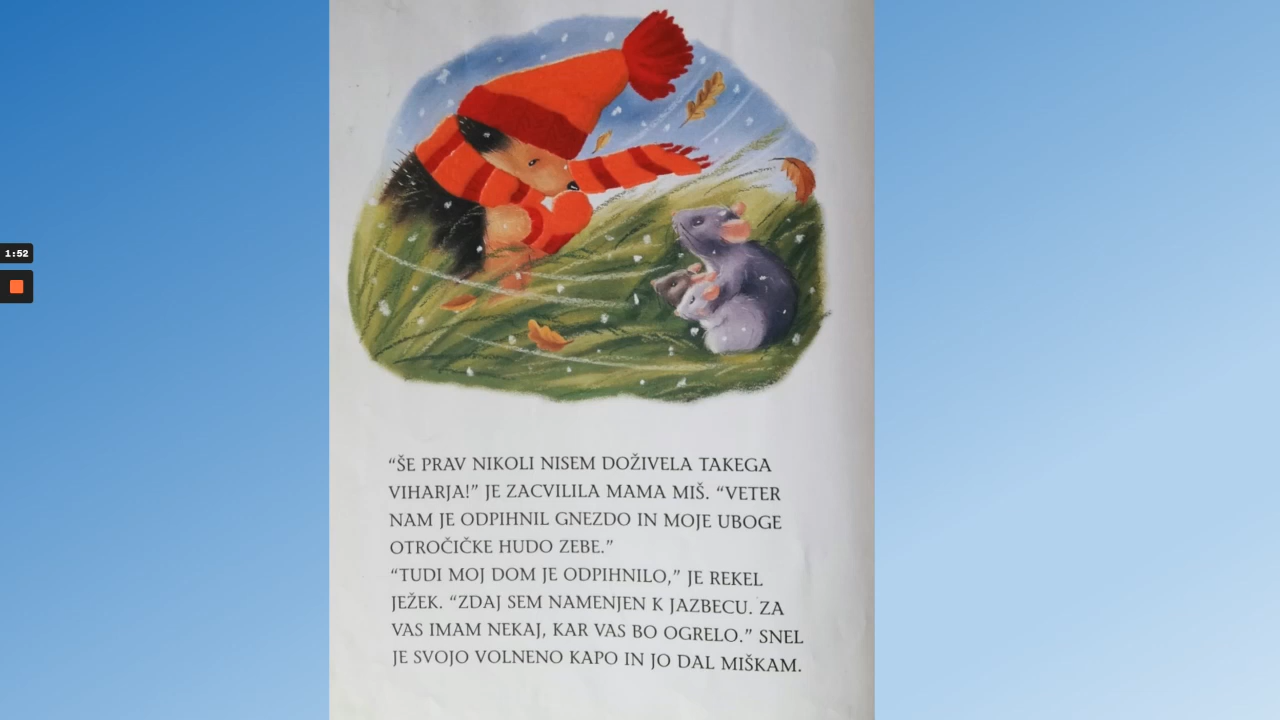 1:52
“ŠE PRAV NIKOLI NISEM DOŽIVELA TAKEGA
VIHARJA!” JE ZACVILILA MAMA MIŠ. “VETER
NAM JE ODPIHNIL GNEZDO IN MOJE UBOGE
OTROČIČKE HUDO ZEBE.”
“TUDI MOJ DOM JE ODPIHNILO,” JE REKEL
JEŽEK. “ZDAJ SEM NAMENJEN K JAZBECU. ZA
VAS IMAM NEKAJ, KAR VAS BO OGRELO.” SNEL
JE SVOJO VOLNENO KAPO IN JO DAL MIŠKAM.